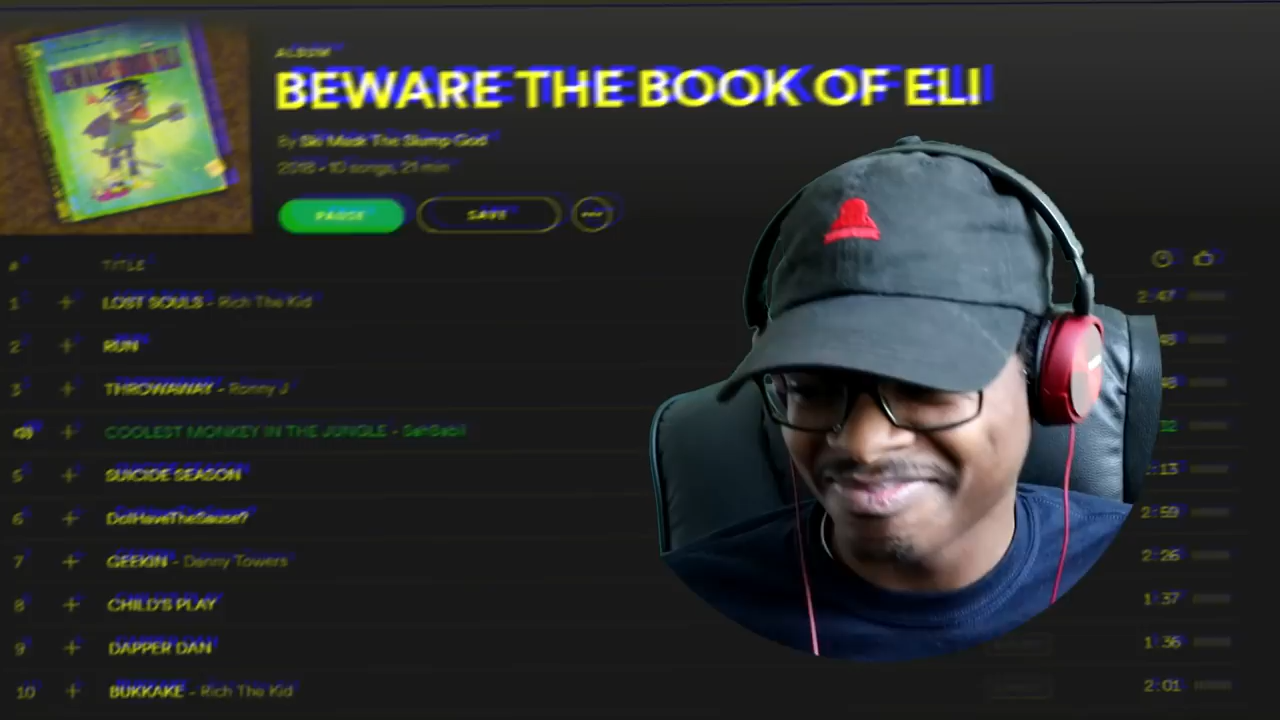 ALBUM
BEWARE THE BOOK OF ELI
By Ski Mask The Slump God
2018 • 10 songs, 21 min
PAUSE
SAVE
# TITLE
1 LOST SOULS - Rich The Kid 2:47
2 RUN
3 THROWAWAY - Ronny J
COOLEST MONKEY IN THE JUNGLE - SahBabii
5 SUICIDE SEASON :13
6 DoIHaveTheSause? 2:59
7 GEEKIN - Danny Towers 2:26
8 CHILD'S PLAY 1:37
9 DAPPER DAN 1:36
10 BUKKAKE - Rich The Kid 2:01